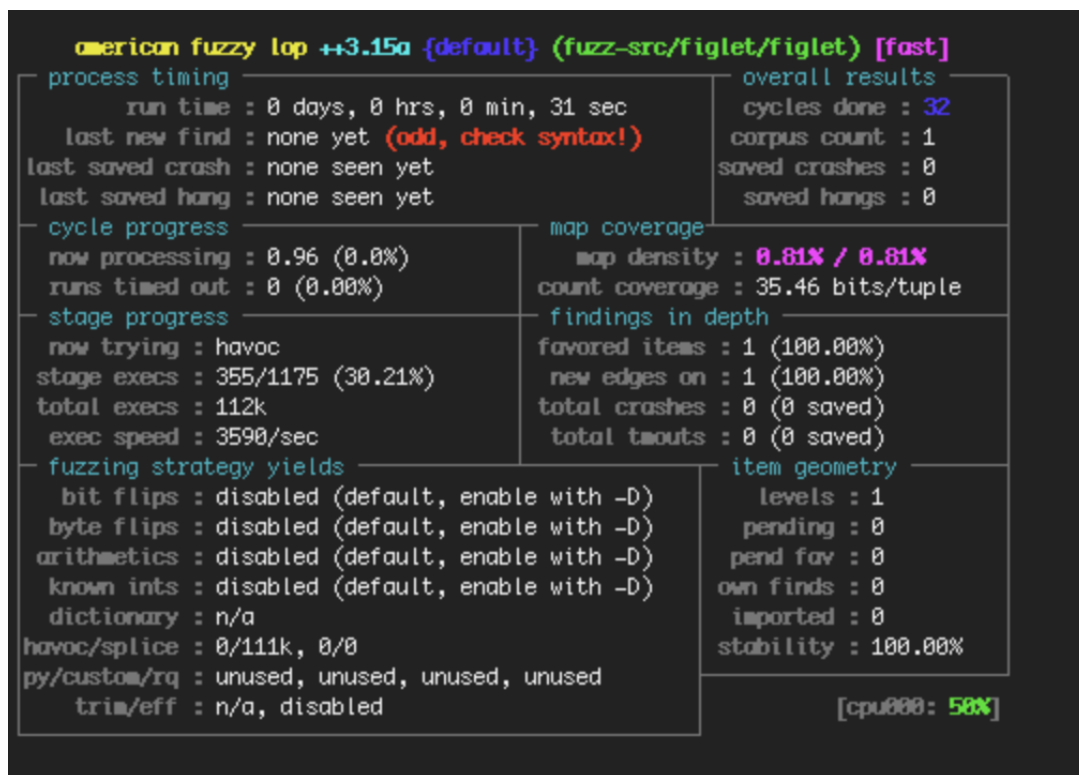 american fuzzy lop ++3.15a {default} (fuzz-src/figlet/figlet) [fast]
process timing overall results
run time : 0 days, 0 hrs, 0 min, 31 sec cycles done : 32
last new find : none yet (odd, check syntax!) corpus count : 1
last saved crash : none seen yet saved crashes : 0
last saved hang : none seen yet saved hangs : 0
cycle progress map coverage
now processing : 0.96 (0.0%) map density : 0.81% / 0.81%
runs timed out : 0 (0.00%) count coverage : 35.46 bits/tuple
stage progress findings in depth
now trying : havoc favored items : 1 (100.00%)
stage execs : 355/1175 (30.21%) new edges on : 1 (100.00%)
total execs : 112k total crashes : 0 (0 saved)
exec speed : 3590/sec total tmouts : 0 (0 saved)
fuzzing strategy yields item geometry
bit flips : disabled (default, enable with -D) levels : 1
byte flips : disabled (default, enable with -D) pending : 0
arithmetics : disabled (default, enable with -D) pend fav : 0
known ints : disabled (default, enable with -D) own finds : 0
dictionary : n/a imported : 0
havoc/splice : 0/111k, 0/0 stability : 100.00%
py/custom/rq : unused, unused, unused, unused
trim/eff : n/a, disabled [cpu000: 50%]